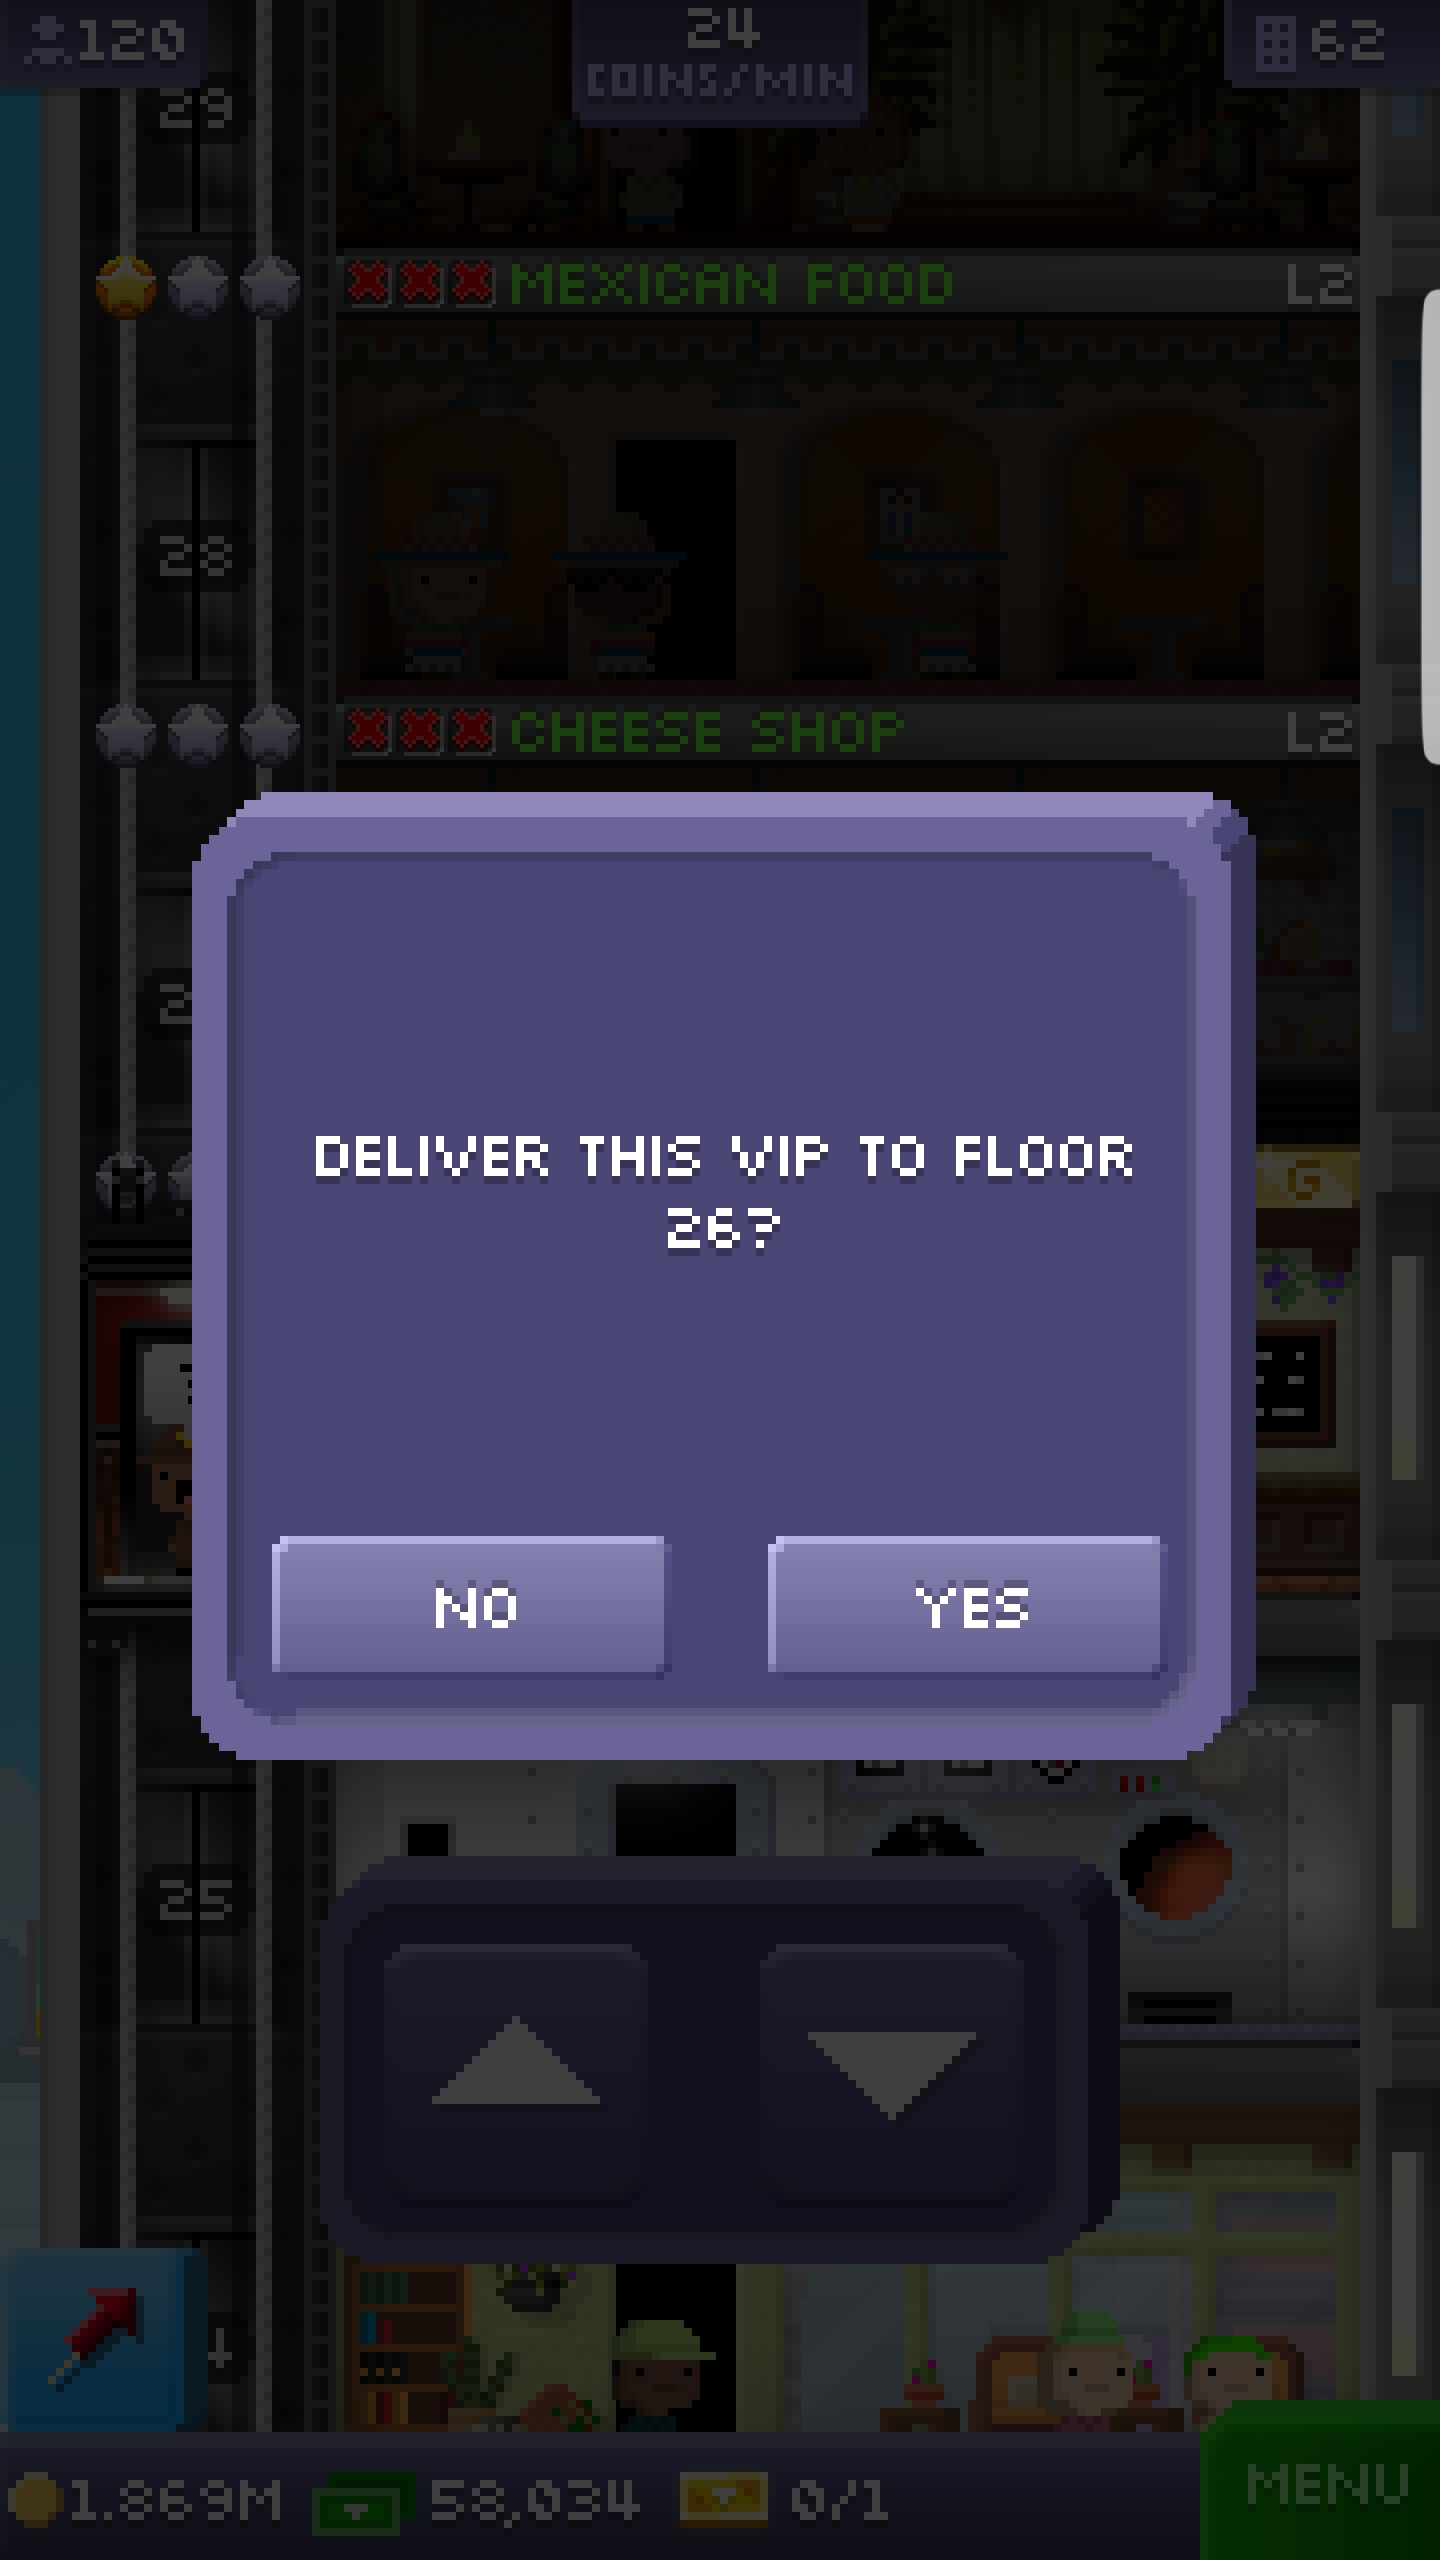 120
24
COINS/MIN
62
29
MEXICAN FOOD
L2
28
CHEESE SHOP
L2
G
DELIVER THIS VIP TO FLOOR
26?
NO
YES
25
1.869M
58,034
0/1
MENU